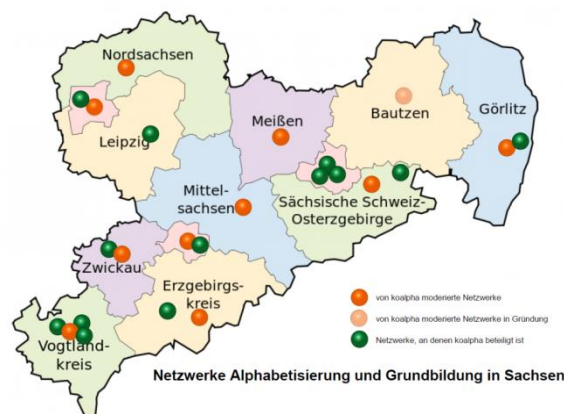 Nordsachsen
Leipzig
Meißen
Bautzen
Görlitz
Mittel-
sachsen
Sächsische Schweiz-
Osterzgebirge
Zwickau
Erzgebirgs-
kreis
Vogtland-
kreis
von koalpha moderierte Netzwerke
von koalpha moderierte Netzwerke in Gründung
Netzwerke, an denen koalpha beteiligt ist
Netzwerke Alphabetisierung und Grundbildung in Sachsen